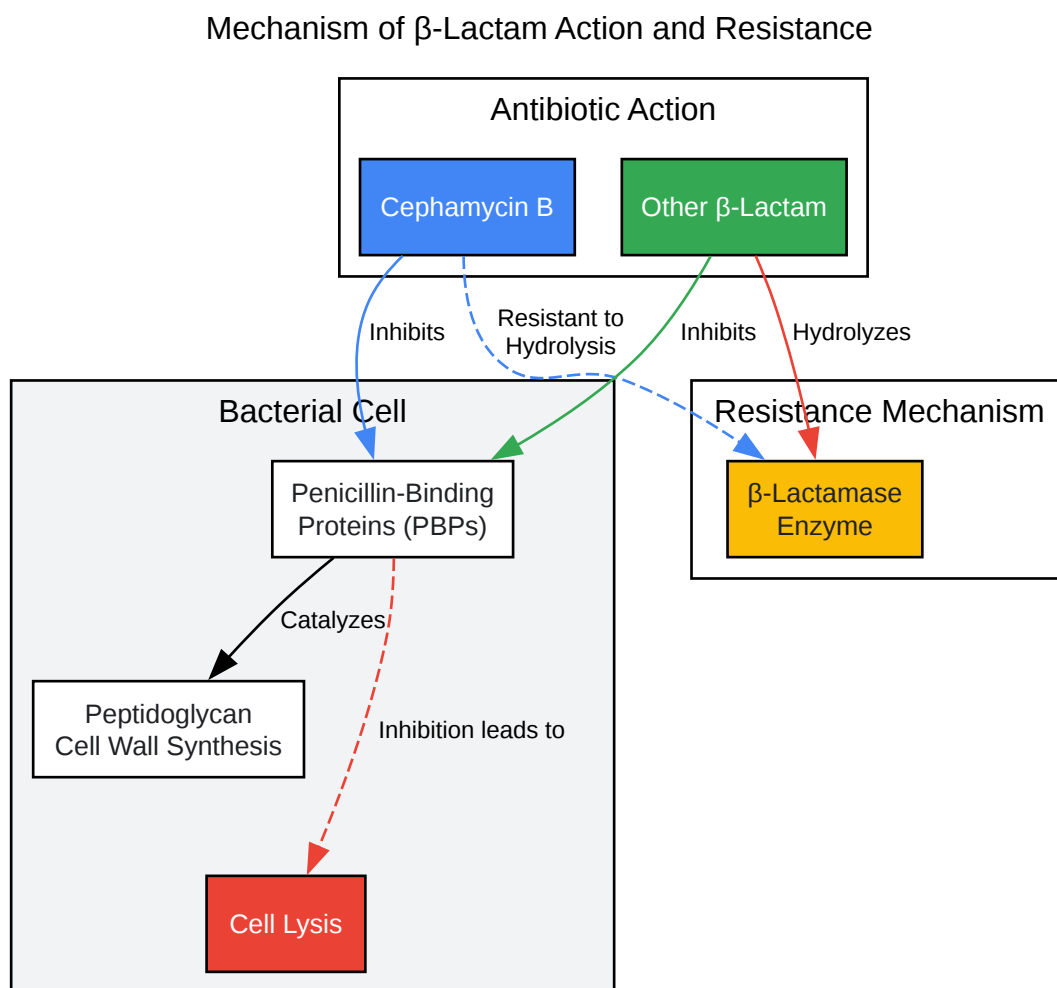 Mechanism of β-Lactam Action and Resistance
Antibiotic Action
Cephamycin B
Other β-Lactam
Inhibits
Resistant to
Hydrolysis
Inhibits
Hydrolyzes
Bacterial Cell
Resistance Mechanism
Penicillin-Binding
Proteins (PBPs)
β-Lactamase
Enzyme
Catalyzes
Peptidoglycan
Cell Wall Synthesis
Inhibition leads to
Cell Lysis